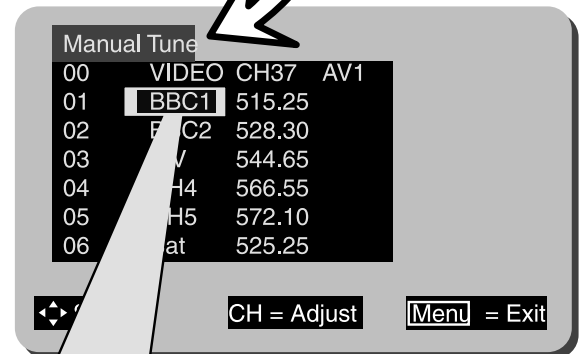 Manual Tune
00 VIDEO CH37 AV1
01 BBC1 515.25
02 528.30
03 544.65
04 566.55
05 572.10
06 525.25
CH = Adjust Menu = Exit